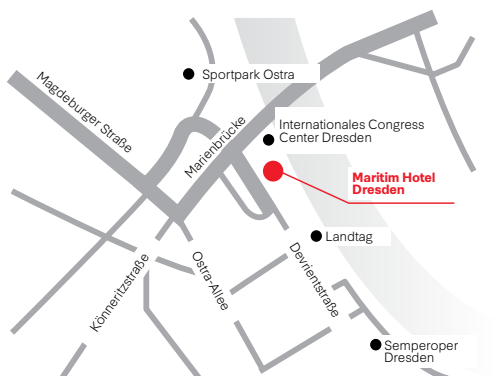 Sportpark Ostra
Magdeburger Straße
Marienbrücke
Internationales Congress
Center Dresden
Maritim Hotel
Dresden
Landtag
Könneritzstraße
Ostra-Allee
Devrientstraße
Semperoper
Dresden